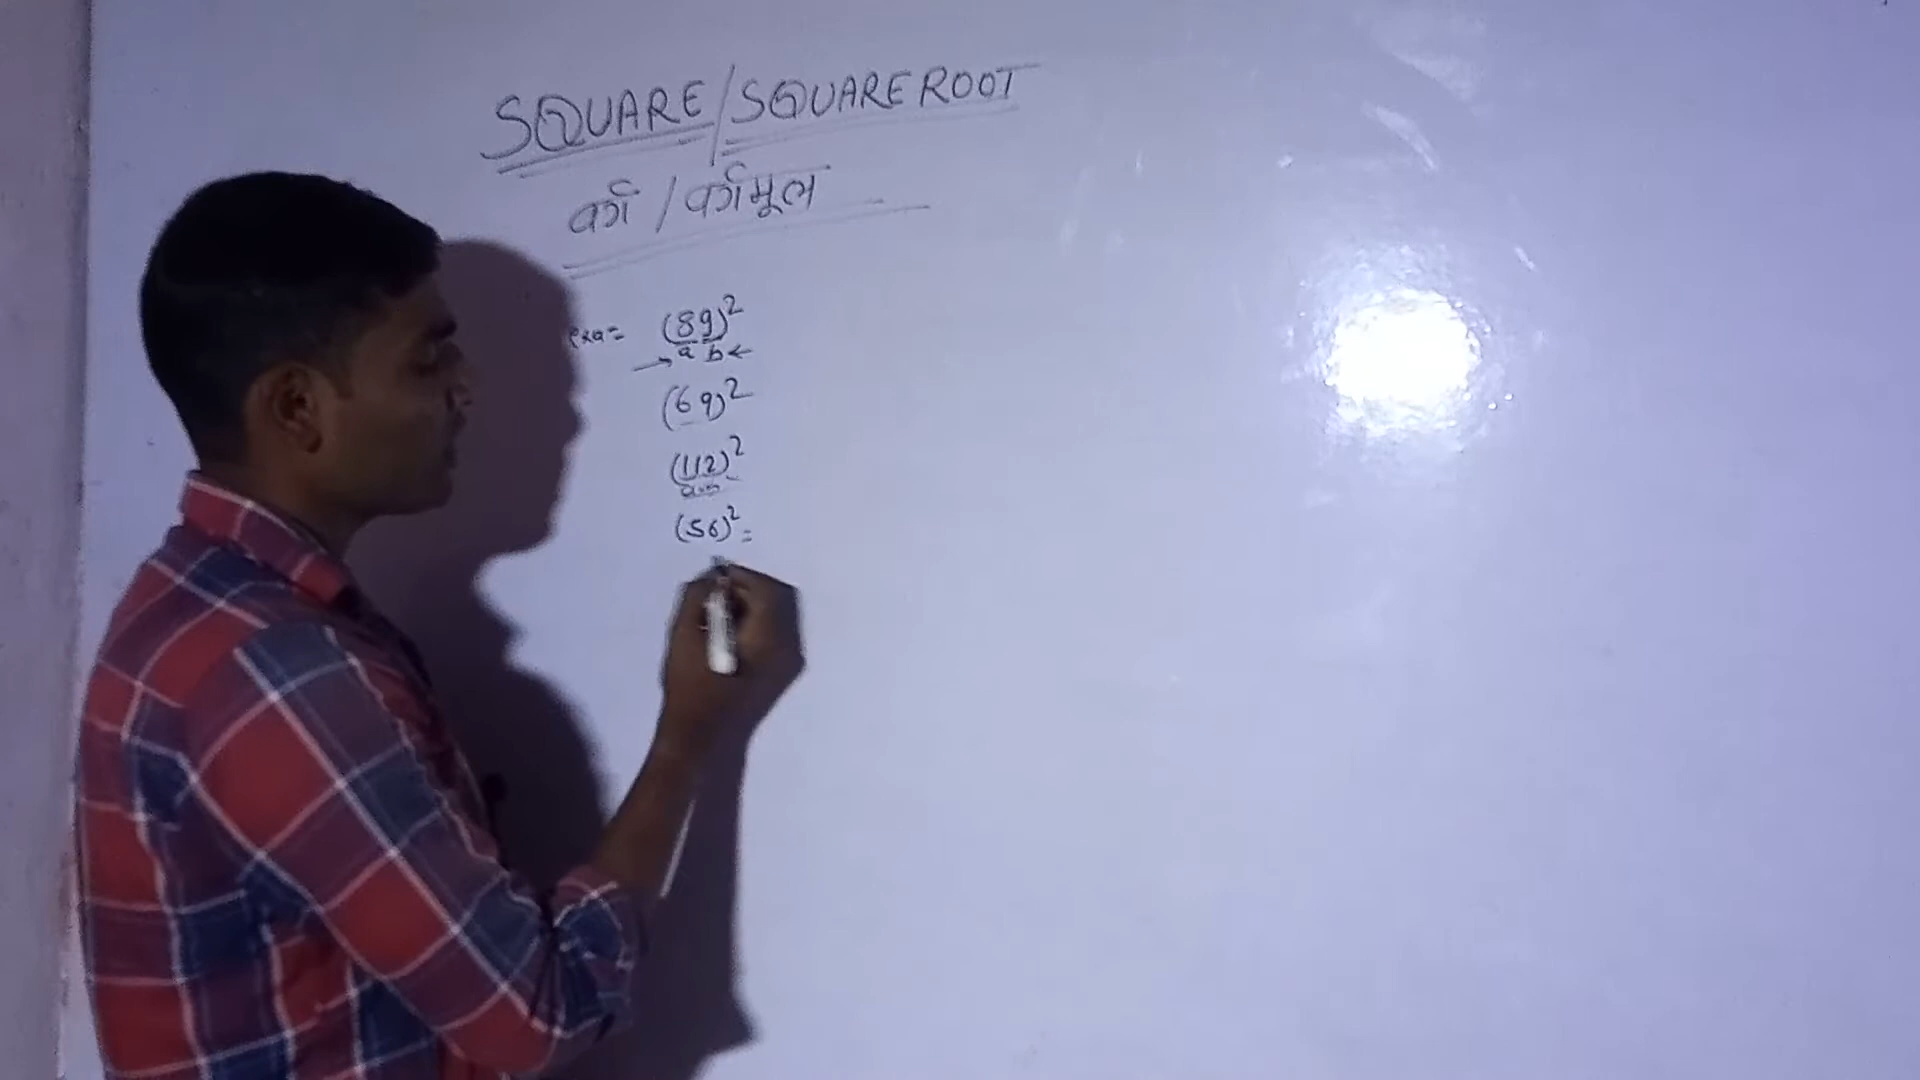 SQUARE/SQUARE ROOT
वर्ग / वर्गमूल
exa= (89)²
→ a b ←
(69)²
(112)²
(56)² =